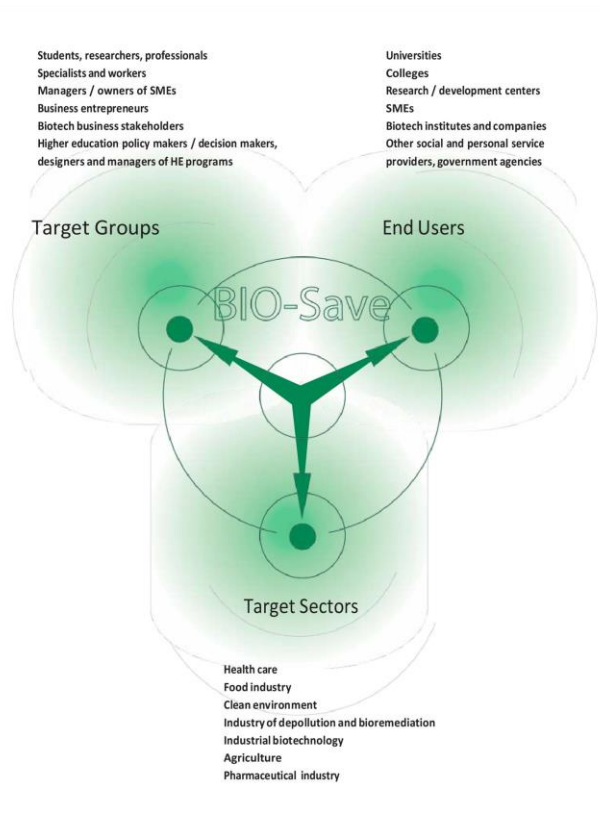 Students, researchers, professionals
Specialists and workers
Managers / owners of SMEs
Business entrepreneurs
Biotech business stakeholders
Higher education policy makers / decision makers,
designers and managers of HE programs
Universities
Colleges
Research / development centers
SMEs
Biotech institutes and companies
Other social and personal service
providers, government agencies
Target Groups
End Users
BIO-Save
Target Sectors
Health care
Food industry
Clean environment
Industry of depollution and bioremediation
Industrial biotechnology
Agriculture
Pharmaceutical industry